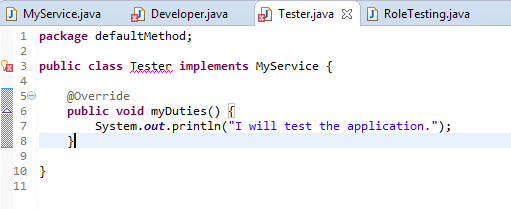 MyService.java Developer.java Tester.java RoleTesting.java
1 package defaultMethod;
2
3 public class Tester implements MyService {
4
5 @Override
6 public void myDuties() {
7 System.out.println("I will test the application.");
8 }
9
10 }
11